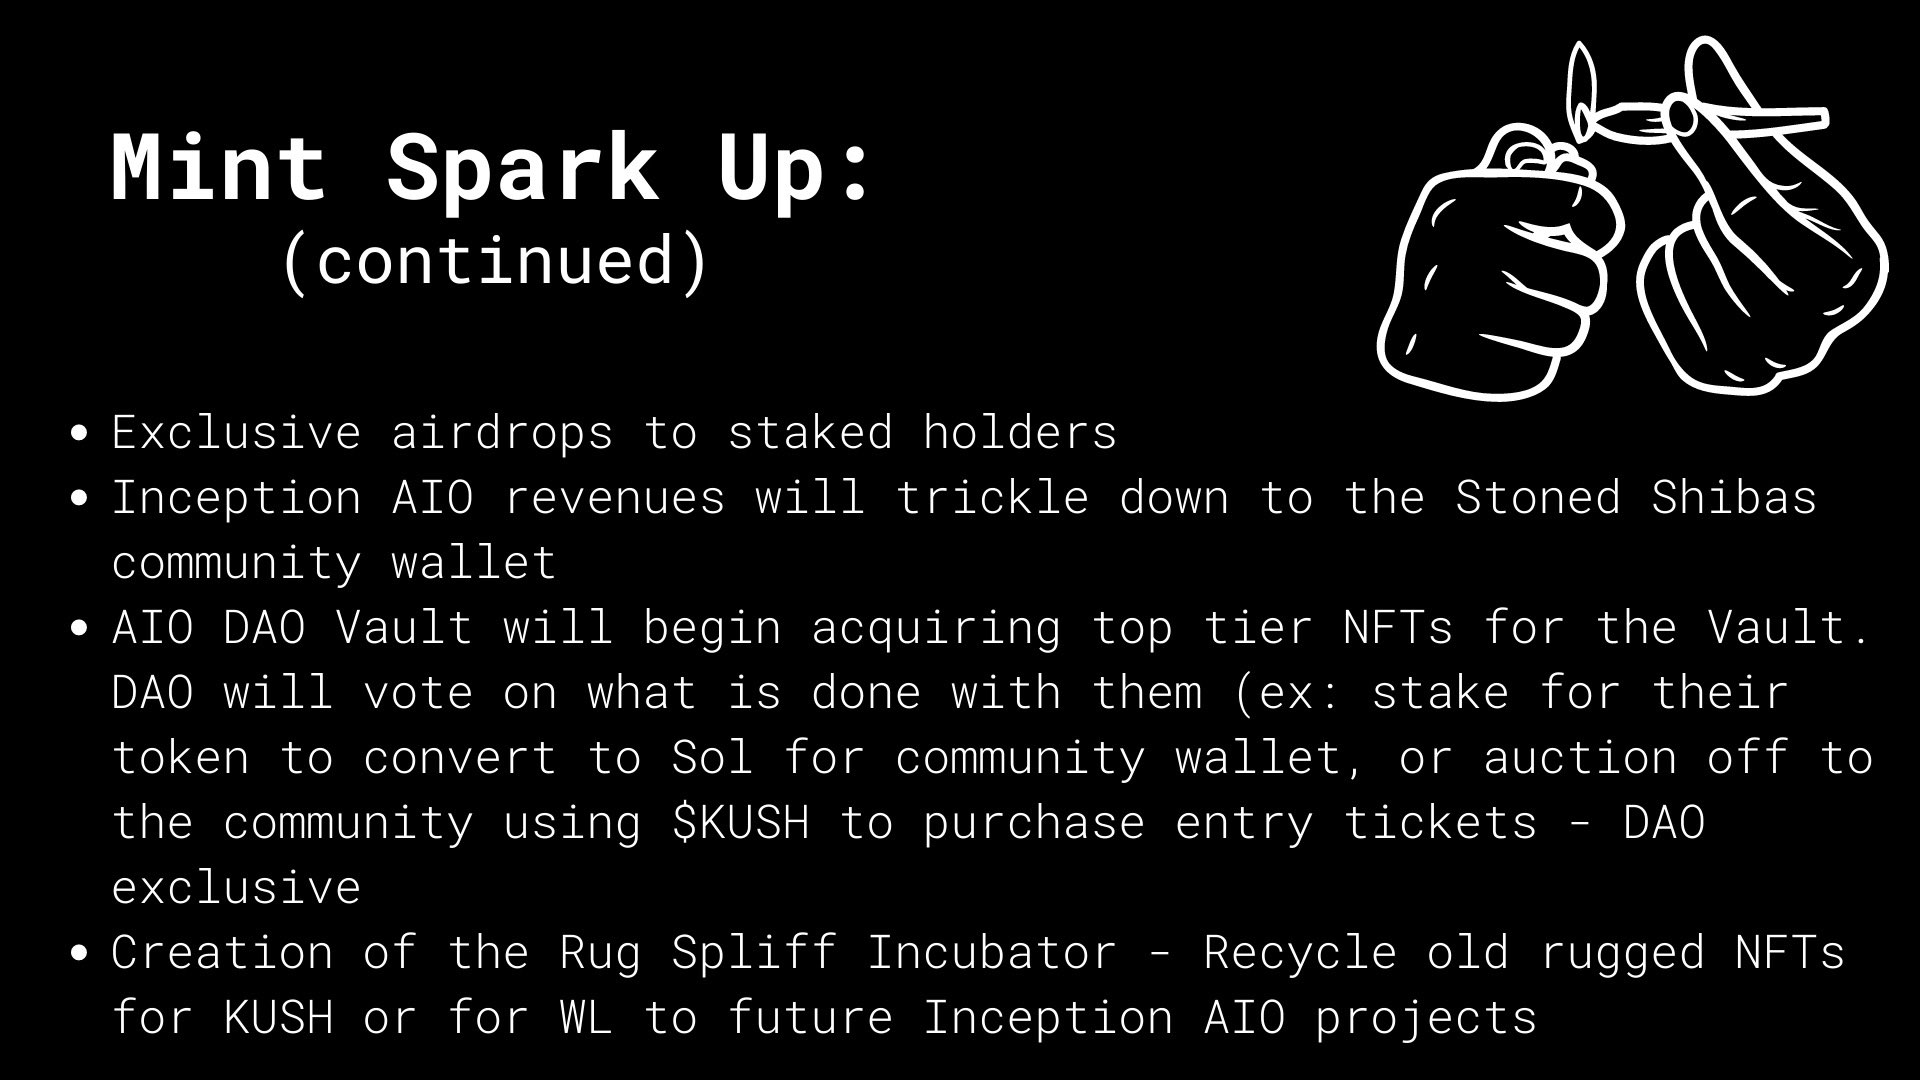 Mint Spark Up:
(continued)
• Exclusive airdrops to staked holders
• Inception AIO revenues will trickle down to the Stoned Shibas
community wallet
• AIO DAO Vault will begin acquiring top tier NFTs for the Vault.
DAO will vote on what is done with them (ex: stake for their
token to convert to Sol for community wallet, or auction off to
the community using $KUSH to purchase entry tickets - DAO
exclusive
• Creation of the Rug Spliff Incubator - Recycle old rugged NFTs
for KUSH or for WL to future Inception AIO projects